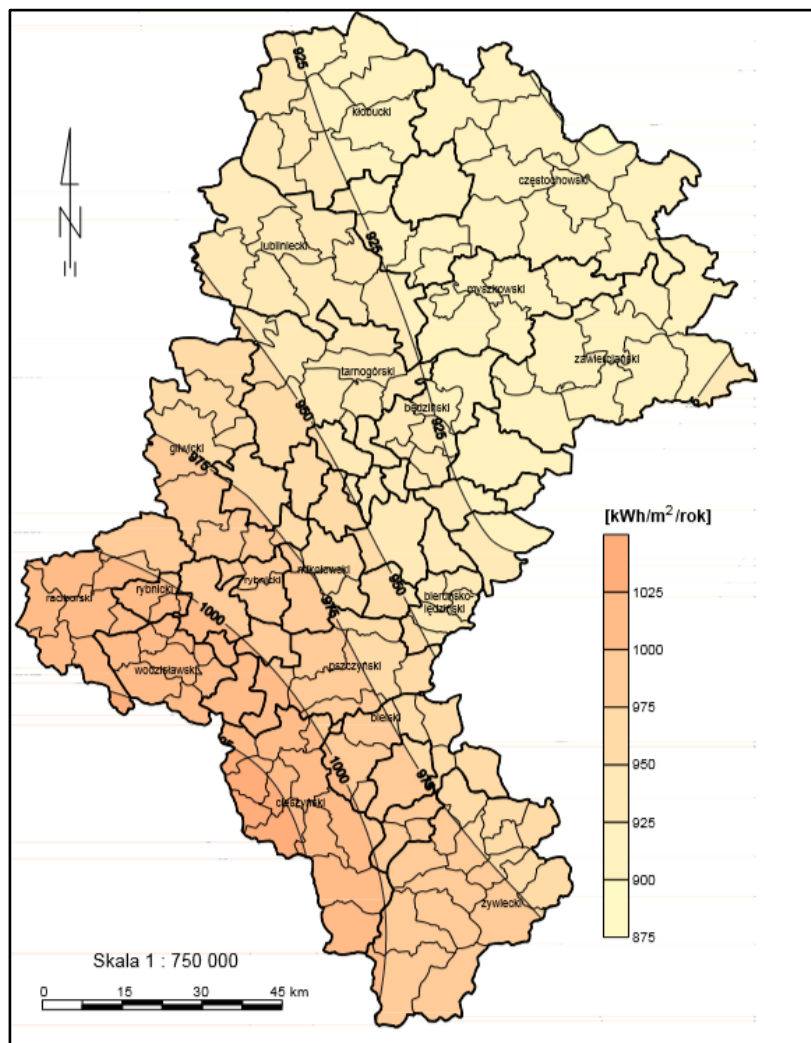 925
kłobucki
częstochowski
925
lubliniecki
myszkowski
zawierciański
tarnogórski
będziński
950
925
gliwicki
975
[kWh/m²/rok]
1025
1000
975
950
925
900
875
mikołowski
rybnicki
rybnicki
raciborski
950
bieruńsko-
lędziński
975
1000
wodzisławski
pszczyński
bielski
1000
975
cieszyński
żywiecki
Skala 1 : 750 000
0 15 30 45 km